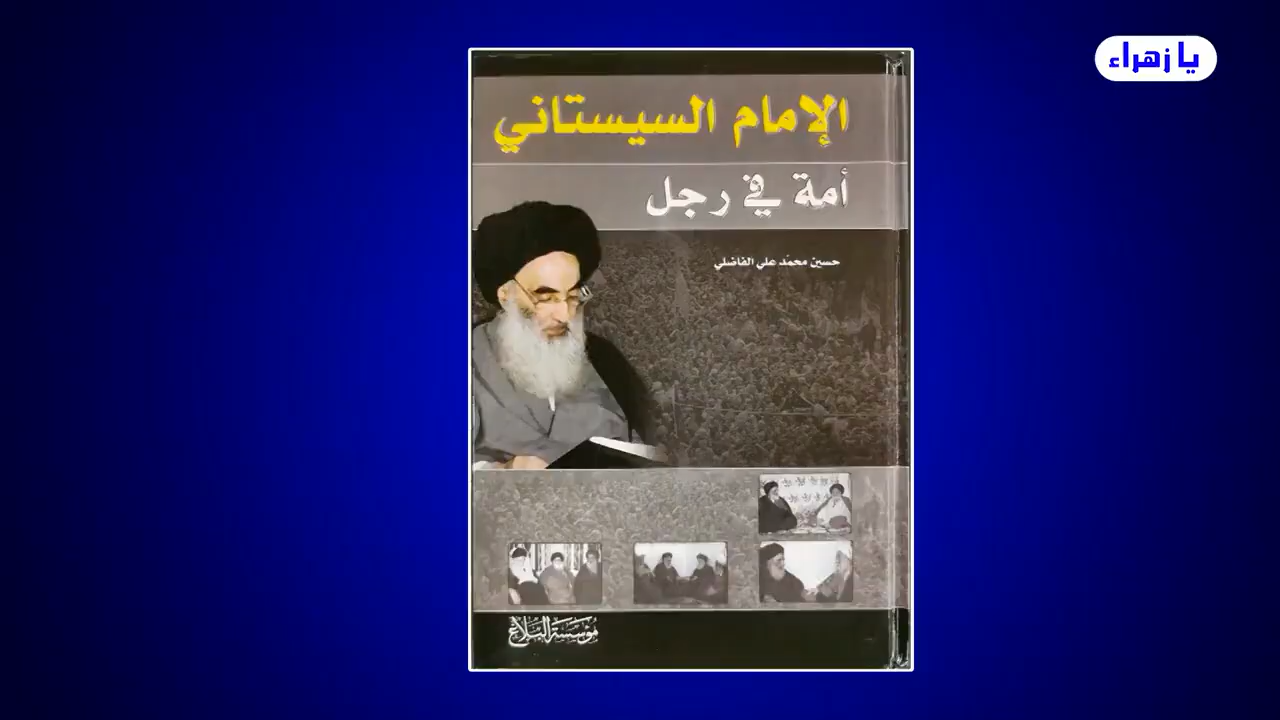 يا زهراء
الإمام السيستاني
أمة في رجل
حسين محمد علي الفاضلي
مؤسسة البلاغ